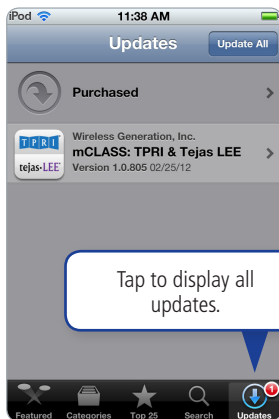 iPod 11:38 AM
Updates Update All
Purchased
TPRI
tejas•LEE
Wireless Generation, Inc.
mCLASS: TPRI & Tejas LEE
Version 1.0.805 02/25/12
Tap to display all
updates.
1
Featured Categories Top 25 Search Updates